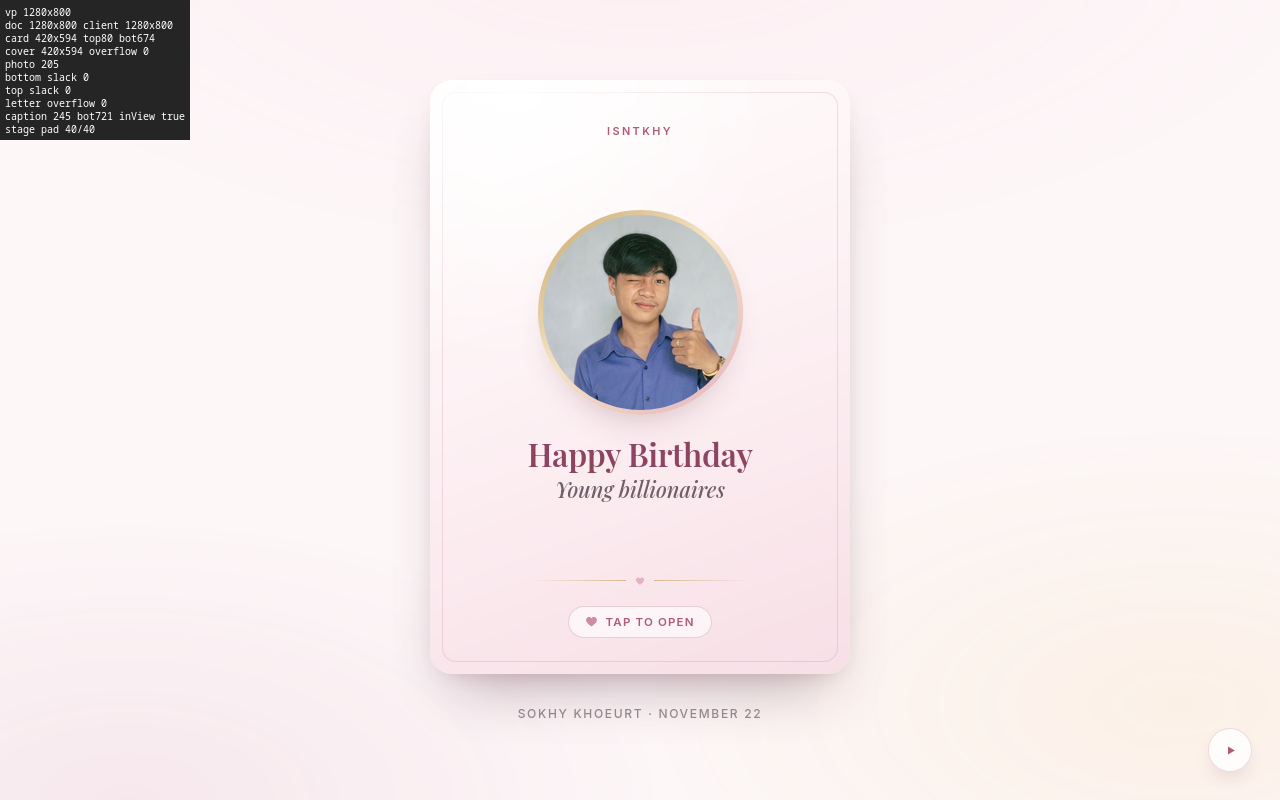 vp 1280x800
doc 1280x800 client 1280x800
card 420x594 top80 bot674
cover 420x594 overflow 0
photo 205
bottom slack 0
top slack 0
letter overflow 0
caption 245 bot721 inView true
stage pad 40/40
ISNTKHY
Happy Birthday
Young billionaires
TAP TO OPEN
SOKHY KHOEURT · NOVEMBER 22